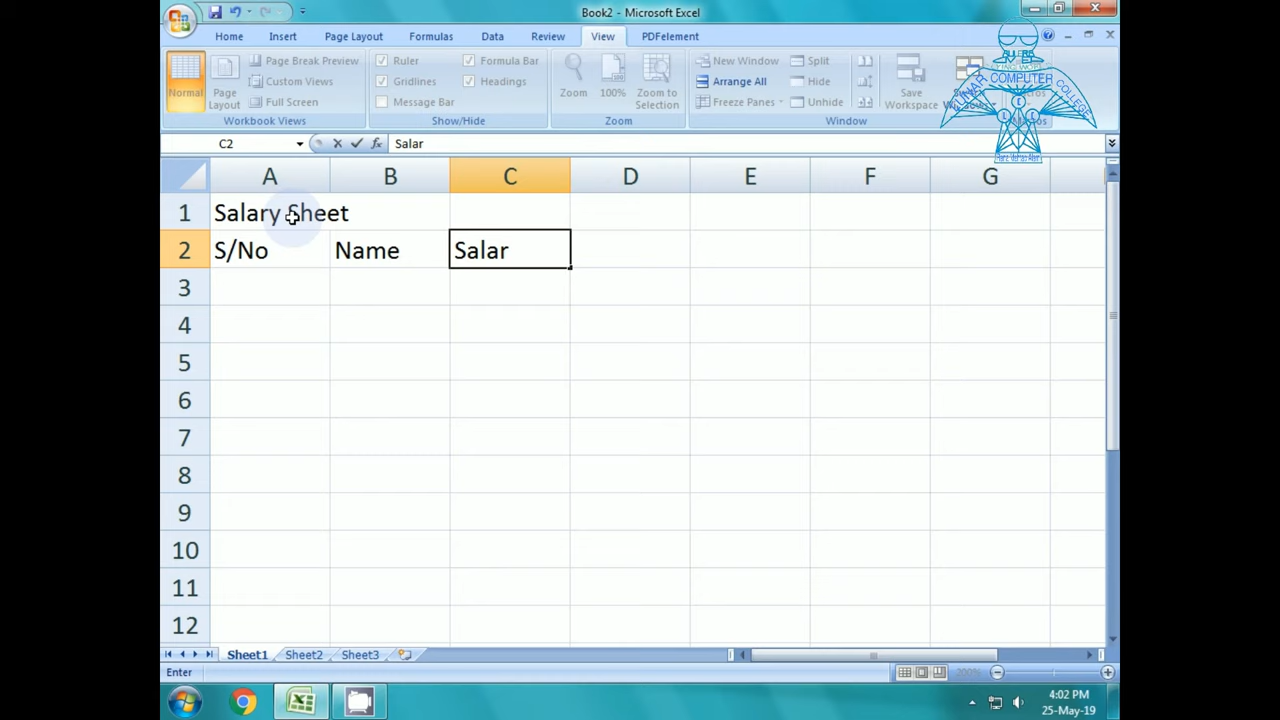 Book2 - Microsoft Excel
Home Insert Page Layout Formulas Data Review View PDFelement
Normal
Page Layout
Page Break Preview
Custom Views
Full Screen
Workbook Views
Ruler
Gridlines
Message Bar
Formula Bar
Headings
Show/Hide
Zoom
100%
Zoom to Selection
Zoom
New Window
Arrange All
Freeze Panes
Split
Hide
Unhide
Save Workspace
Window
KUMAR COMPUTER COLLEGE
C2 Salar
A B C D E F G
1 Salary Sheet
2 S/No Name Salar
3
4
5
6
7
8
9
10
11
12
Sheet1 Sheet2 Sheet3
Enter 200%
4:02 PM
25-May-19